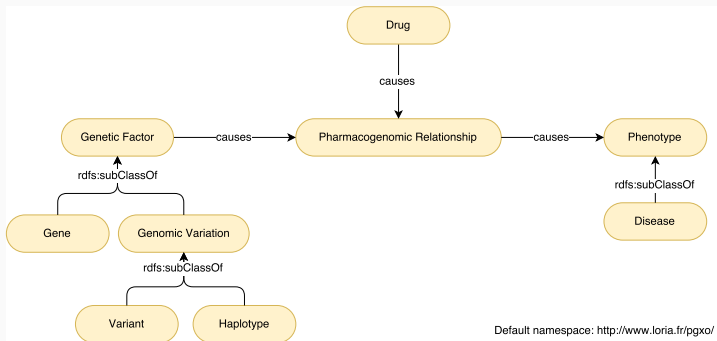 Drug
causes
Genetic Factor
causes
Pharmacogenomic Relationship
causes
Phenotype
rdfs:subClassOf
rdfs:subClassOf
Gene
Genomic Variation
Disease
rdfs:subClassOf
Variant
Haplotype
Default namespace: http://www.loria.fr/pgxo/